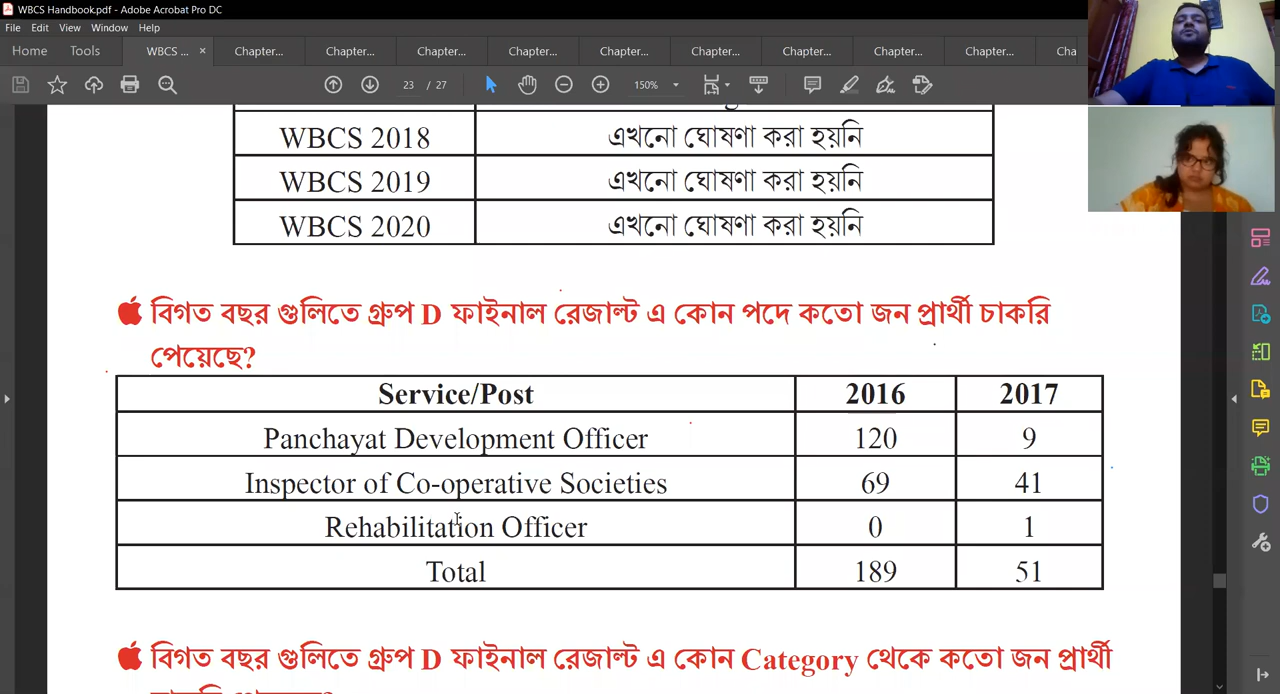 WBCS Handbook.pdf - Adobe Acrobat Pro DC
File Edit View Window Help
Home Tools WBCS ... × Chapter... Chapter... Chapter... Chapter... Chapter... Chapter... Chapter... Chapter... Chapter... Cha
23 / 27 150%
WBCS 2018 এখনো ঘোষণা করা হয়নি
WBCS 2019 এখনো ঘোষণা করা হয়নি
WBCS 2020 এখনো ঘোষণা করা হয়নি
বিগত বছর গুলিতে গ্রুপ D ফাইনাল রেজাল্ট এ কোন পদে কতো জন প্রার্থী চাকরি
পেয়েছে?
Service/Post 2016 2017
Panchayat Development Officer 120 9
Inspector of Co-operative Societies 69 41
Rehabilitation Officer 0 1
Total 189 51
বিগত বছর গুলিতে গ্রুপ D ফাইনাল রেজাল্ট এ কোন Category থেকে কতো জন প্রার্থী